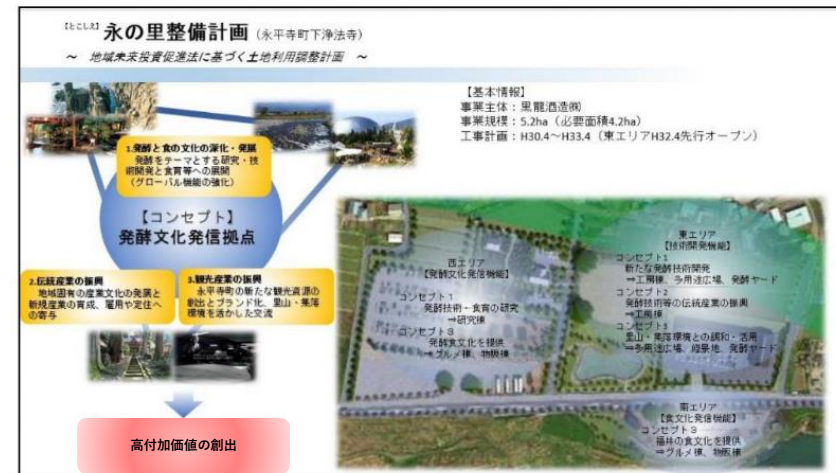 【とこしえ】永の里整備計画（永平寺町下浄法寺）
～ 地域未来投資促進法に基づく土地利用調整計画 ～
【基本情報】
事業主体：黒龍酒造㈱
事業規模：5.2ha（必要面積4.2ha）
工事計画：H30.4～H33.4（東エリアH32.4先行オープン）
1.発酵と食の文化の深化・発展
発酵をテーマとする研究・技
術開発と食育等への展開
（グローバル機能の強化）
【コンセプト】
発酵文化発信拠点
2.伝統産業の振興
地域固有の産業文化の発展と
新規産業の育成、雇用や定住へ
の寄与
3.観光産業の振興
永平寺町の新たな観光資源の
創出とブランド化、里山・集落
環境を活かした交流
高付加価値の創出
西エリア
【発酵文化発信機能】
コンセプト1
発酵技術・食育の研究
⇒研究棟
コンセプト3
発酵食文化を提供
⇒グルメ棟、物販棟
東エリア
【技術開発機能】
コンセプト1
新たな発酵技術開発
⇒工房棟、多用途広場、発酵ヤード
コンセプト2
発酵技術等の伝統産業の振興
⇒工房棟
コンセプト3
里山・集落環境との調和・活用
⇒多用途広場、緑景地、発酵ヤード
南エリア
【食文化発信機能】
コンセプト3
福井の食文化を提供
⇒グルメ棟、物販棟